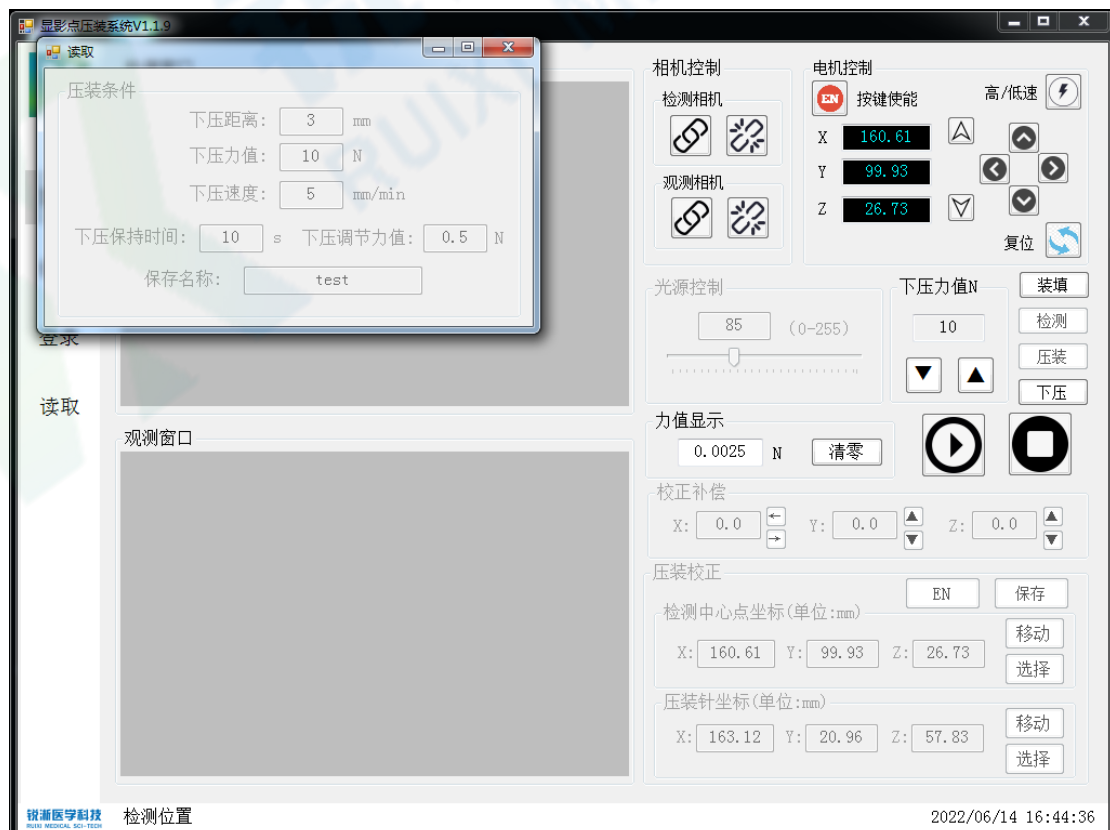 显影点压装系统V1.1.9
读取
压装条件
下压距离: 3 mm
下压力值: 10 N
下压速度: 5 mm/min
下压保持时间: 10 s 下压调节力值: 0.5 N
保存名称: test
登录
读取
观测窗口
相机控制
检测相机
观测相机
电机控制
EN 按键使能 高/低速
X 160.61
Y 99.93
Z 26.73
复位
光源控制
85 (0-255)
下压力值N
10
装填
检测
压装
下压
力值显示
0.0025 N 清零
校正补偿
X: 0.0 Y: 0.0 Z: 0.0
压装校正
EN 保存
检测中心点坐标(单位:mm)
X: 160.61 Y: 99.93 Z: 26.73
移动
选择
压装针坐标(单位:mm)
X: 163.12 Y: 20.96 Z: 57.83
移动
选择
锐浙医学科技
RUIXI MEDICAL SCI-TECH
检测位置
2022/06/14 16:44:36